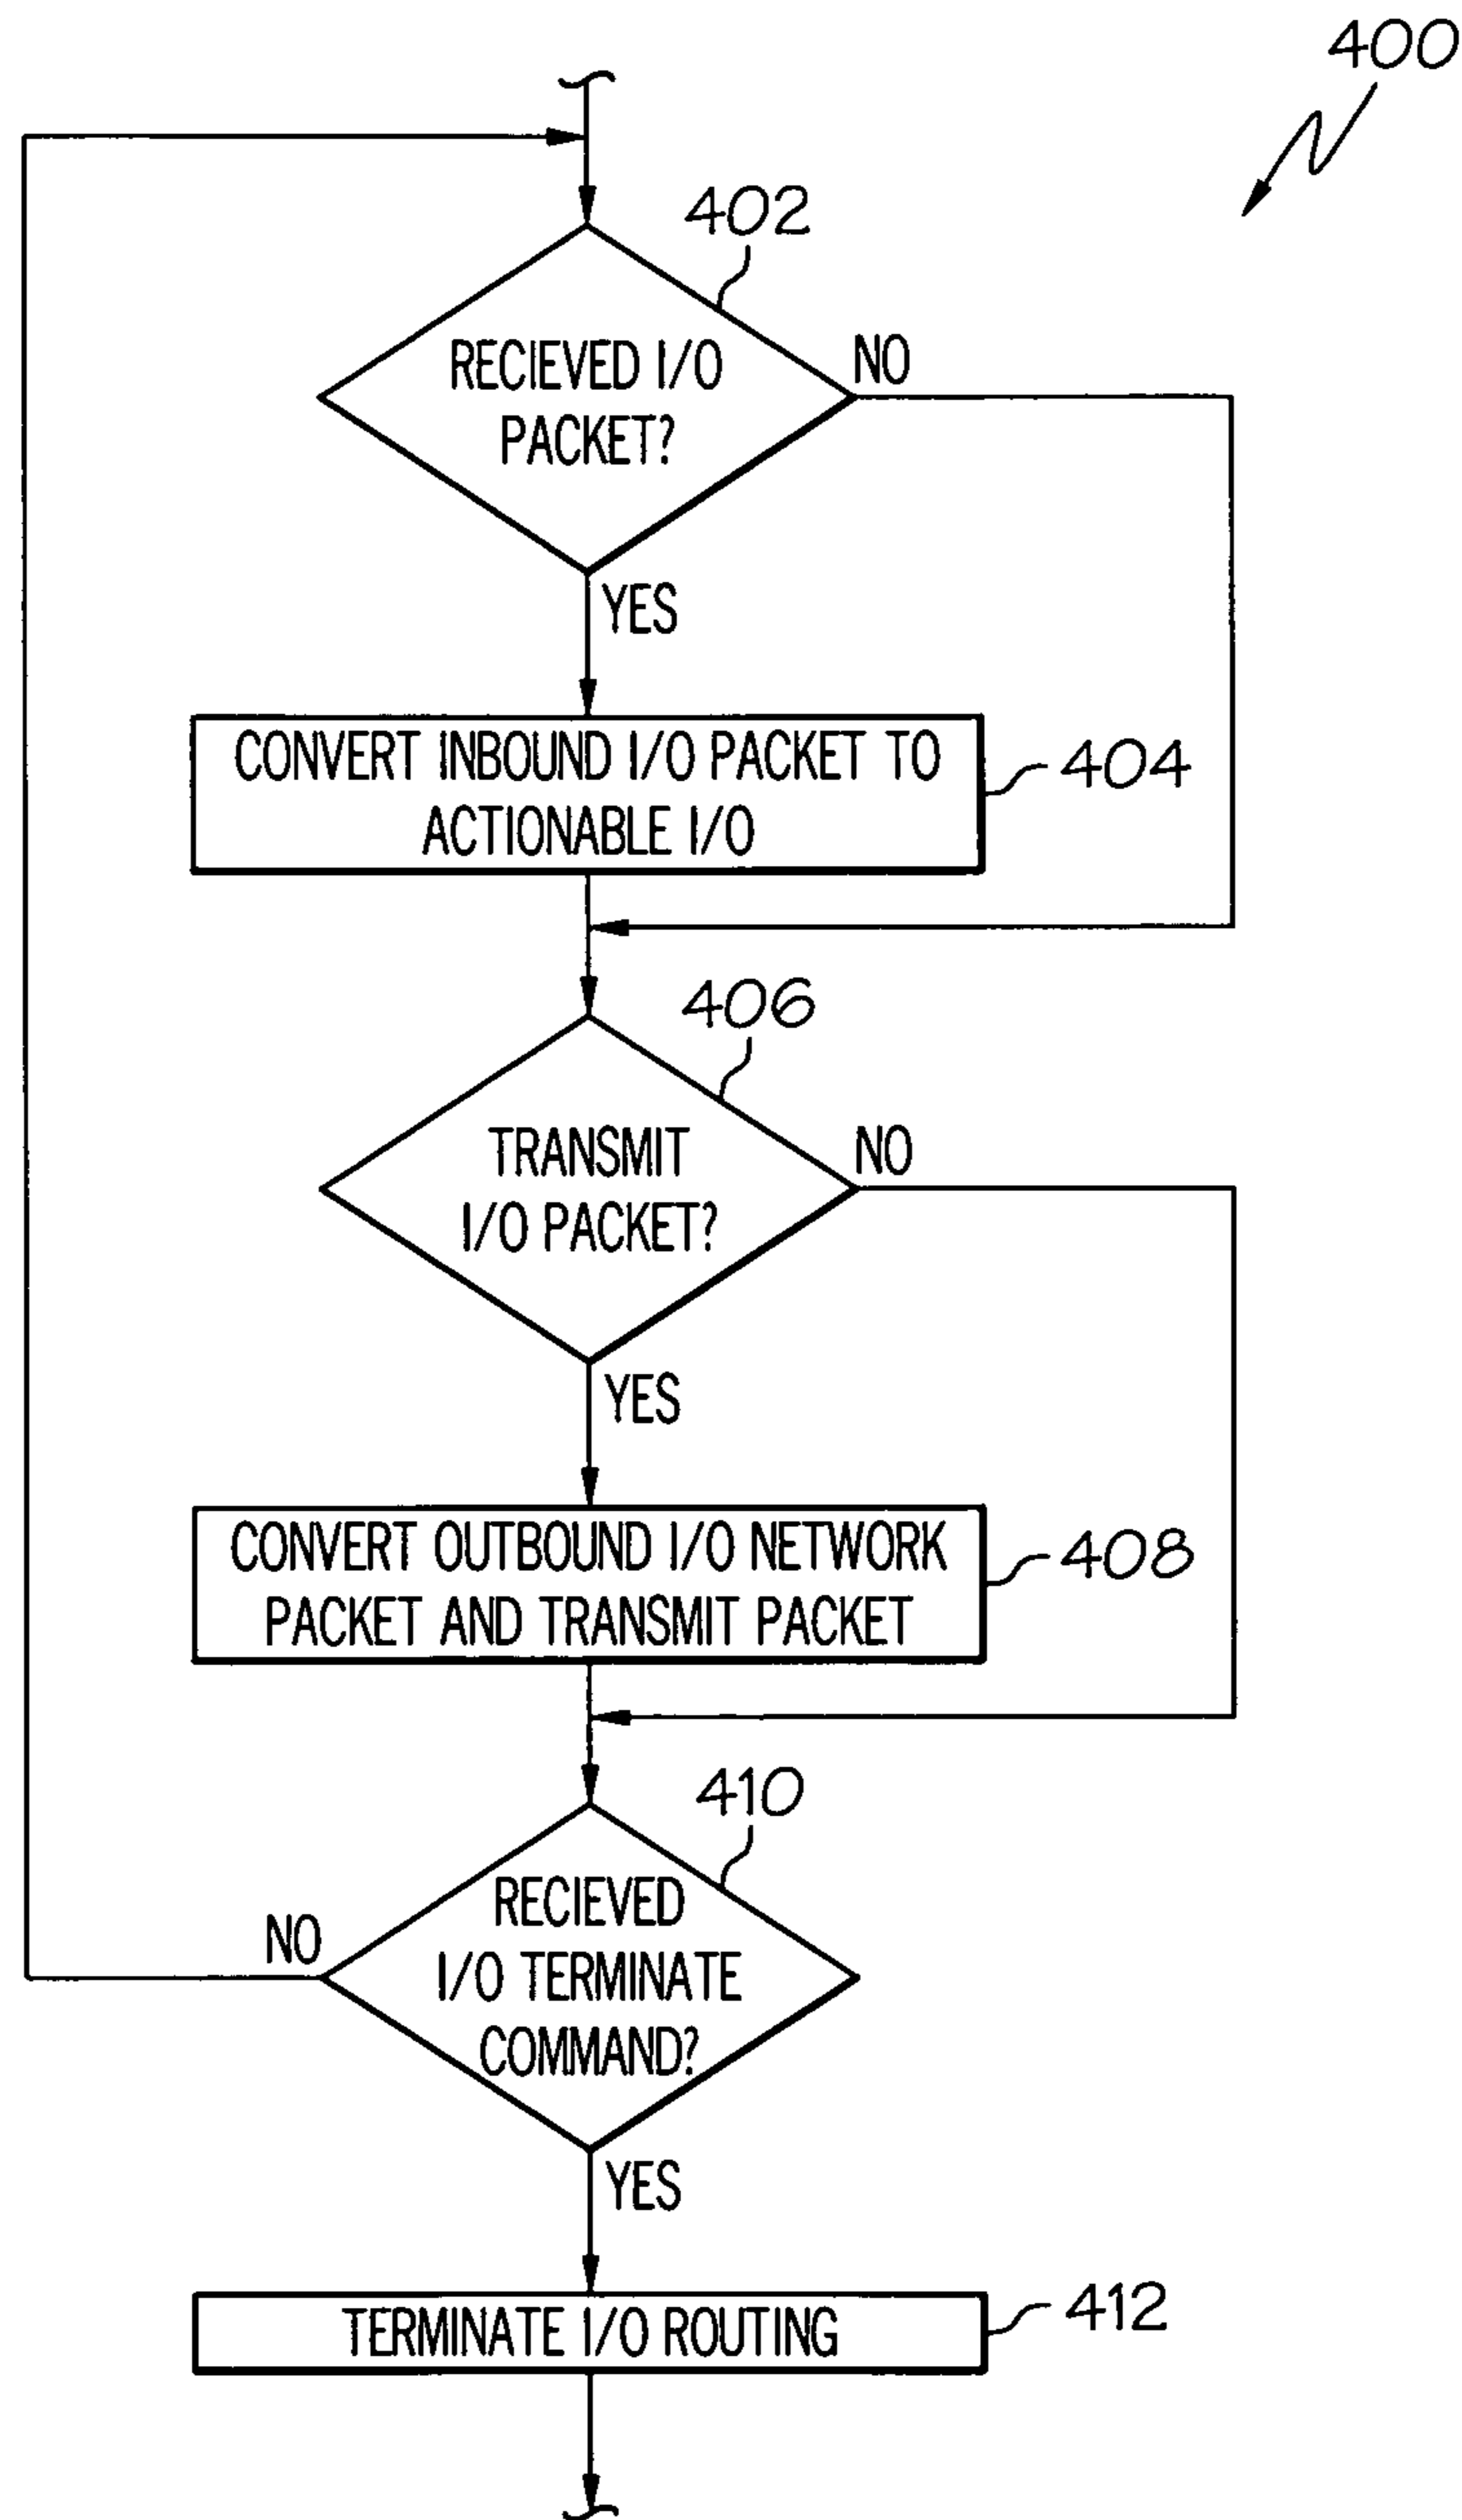 400
402
RECIEVED I/O
PACKET?
NO
YES
CONVERT INBOUND I/O PACKET TO
ACTIONABLE I/O
404
406
TRANSMIT
I/O PACKET?
NO
YES
CONVERT OUTBOUND I/O NETWORK
PACKET AND TRANSMIT PACKET
408
410
RECIEVED
I/O TERMINATE
COMMAND?
NO
YES
TERMINATE I/O ROUTING
412